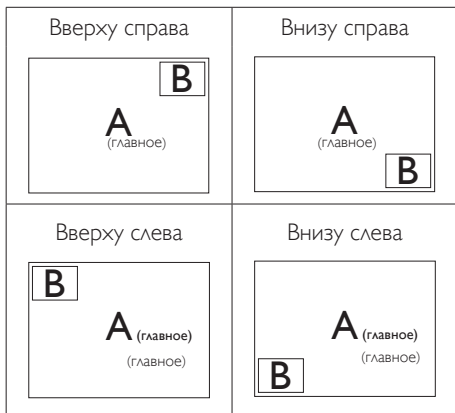 Вверху справа
B
A
(главное)
Внизу справа
A
(главное)
B
Вверху слева
B
A (главное)
(главное)
Внизу слева
A (главное)
(главное)
B